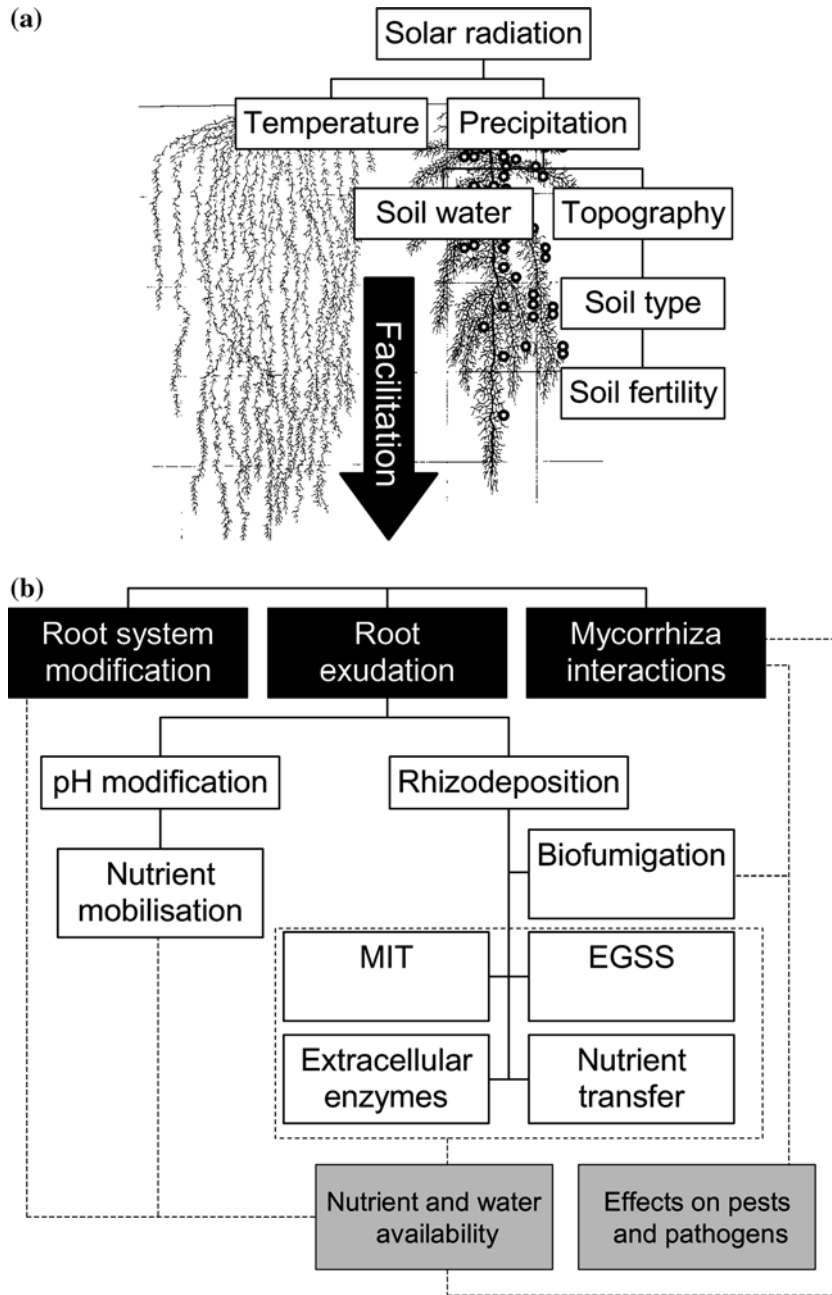 (a)
Solar radiation
Temperature
Precipitation
Soil water
Topography
Soil type
Soil fertility
Facilitation
(b)
Root system
modification
Root
exudation
Mycorrhiza
interactions
pH modification
Rhizodeposition
Nutrient
mobilisation
Biofumigation
MIT
EGSS
Extracellular
enzymes
Nutrient
transfer
Nutrient and water
availability
Effects on pests
and pathogens